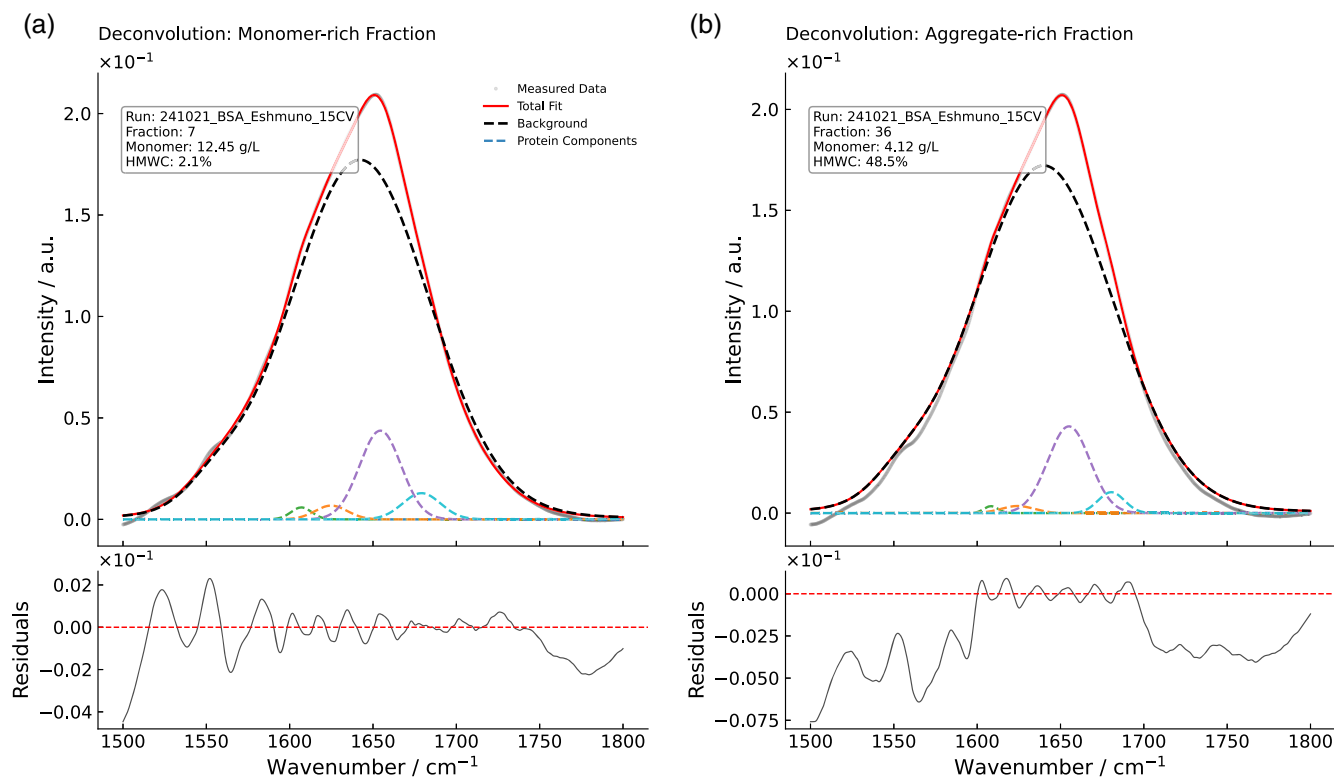 (a)
Deconvolution: Monomer-rich Fraction
×10⁻¹
Run: 241021_BSA_Eshmuno_15CV
Fraction: 7
Monomer: 12.45 g/L
HMWC: 2.1%
Measured Data
Total Fit
Background
Protein Components
Intensity / a.u.
2.0
1.5
1.0
0.5
0.0
×10⁻¹
Residuals
0.02
0.00
−0.02
−0.04
1500 1550 1600 1650 1700 1750 1800
Wavenumber / cm⁻¹
(b)
Deconvolution: Aggregate-rich Fraction
×10⁻¹
Run: 241021_BSA_Eshmuno_15CV
Fraction: 36
Monomer: 4.12 g/L
HMWC: 48.5%
Intensity / a.u.
2.0
1.5
1.0
0.5
0.0
×10⁻¹
Residuals
0.000
−0.025
−0.050
−0.075
1500 1550 1600 1650 1700 1750 1800
Wavenumber / cm⁻¹